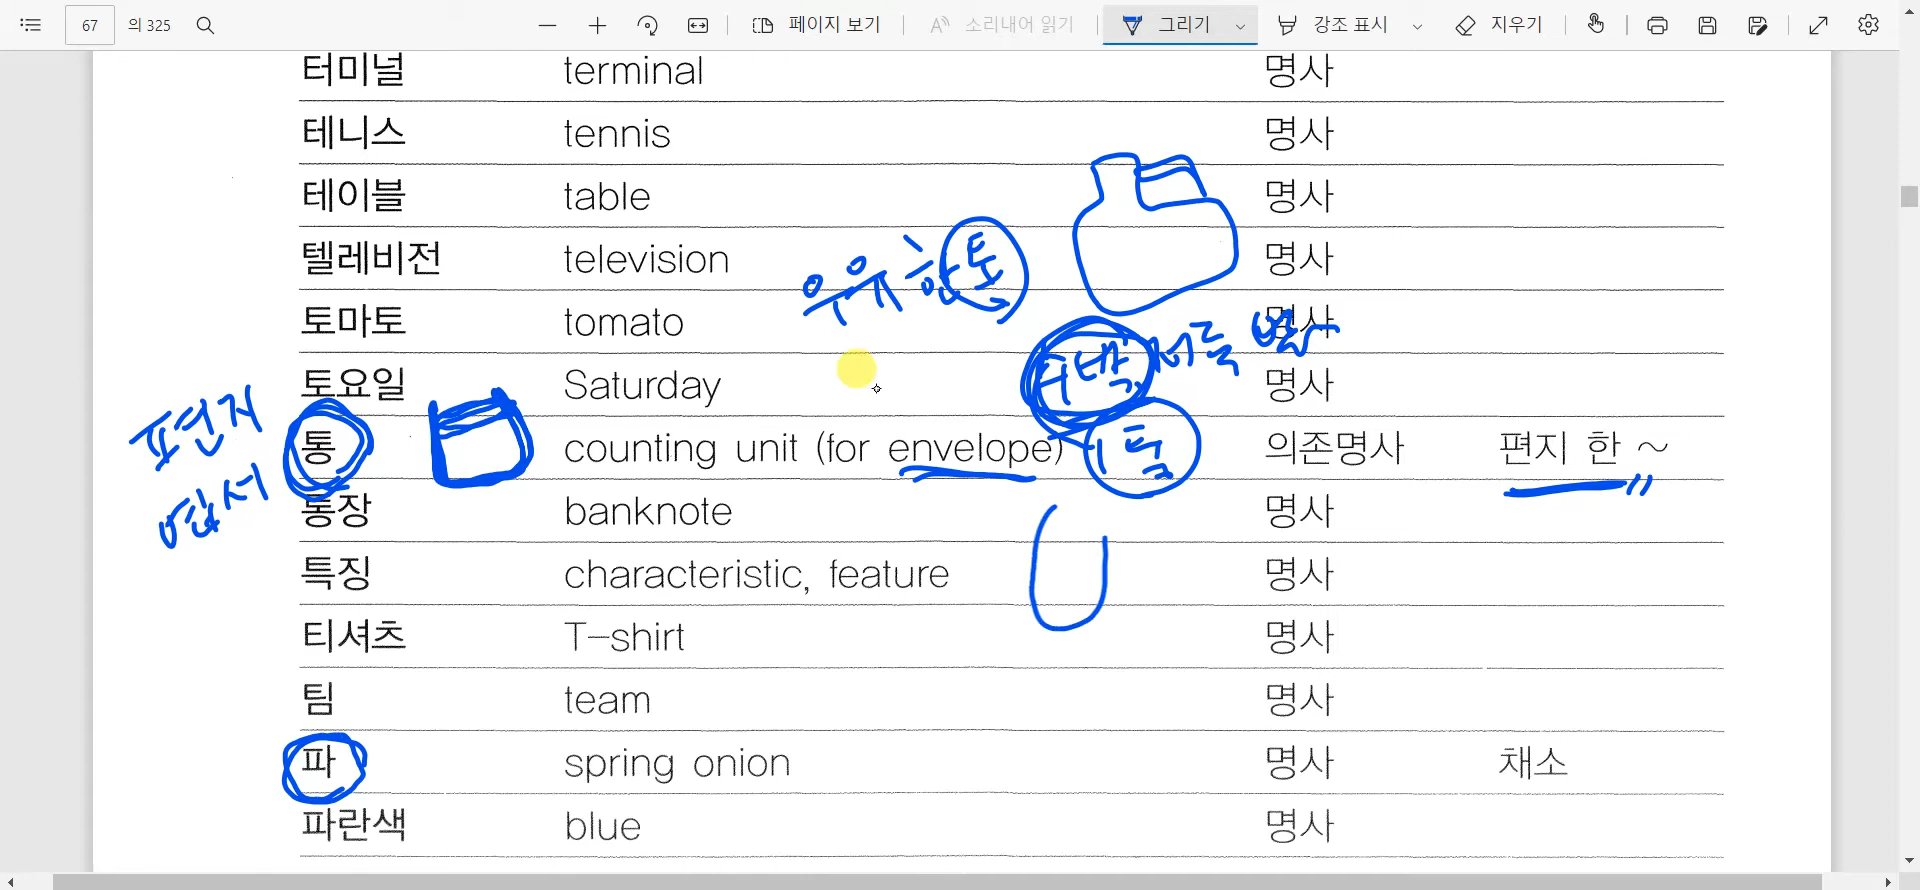 67 의 325 페이지 보기 소리내어 읽기 그리기 강조 표시 지우기
터미널 terminal 명사
테니스 tennis 명사
테이블 table 명사
텔레비전 television 명사
우유 한 통
토마토 tomato 명사
수박
토요일 Saturday 명사
통 counting unit (for envelope) 1통 의존명사 편지 한 ~
통장 banknote 명사
특징 characteristic, feature 명사
티셔츠 T-shirt 명사
팀 team 명사
파 spring onion 명사 채소
파란색 blue 명사